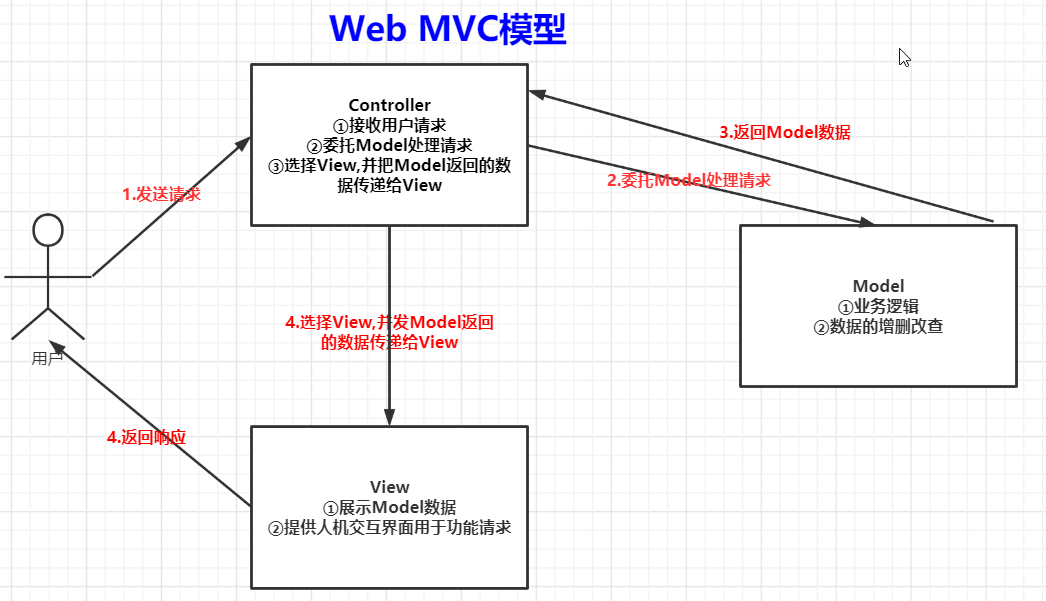 Web MVC模型
Controller
①接收用户请求
②委托Model处理请求
③选择View,并把Model返回的数
据传递给View
1.发送请求
3.返回Model数据
2.委托Model处理请求
Model
①业务逻辑
②数据的增删改查
4.选择View,并发Model返回
的数据传递给View
用户
4.返回响应
View
①展示Model数据
②提供人机交互界面用于功能请求